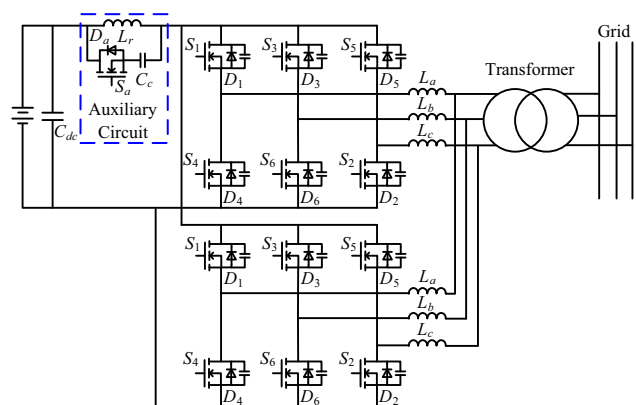 Grid
Transformer
D_a L_r
C_c
S_a
Auxiliary
Circuit
C_dc
S_1 S_3 S_5
D_1 D_3 D_5
L_a
L_b
L_c
S_4 S_6 S_2
D_4 D_6 D_2
S_1 S_3 S_5
D_1 D_3 D_5
L_a
L_b
L_c
S_4 S_6 S_2
D_4 D_6 D_2